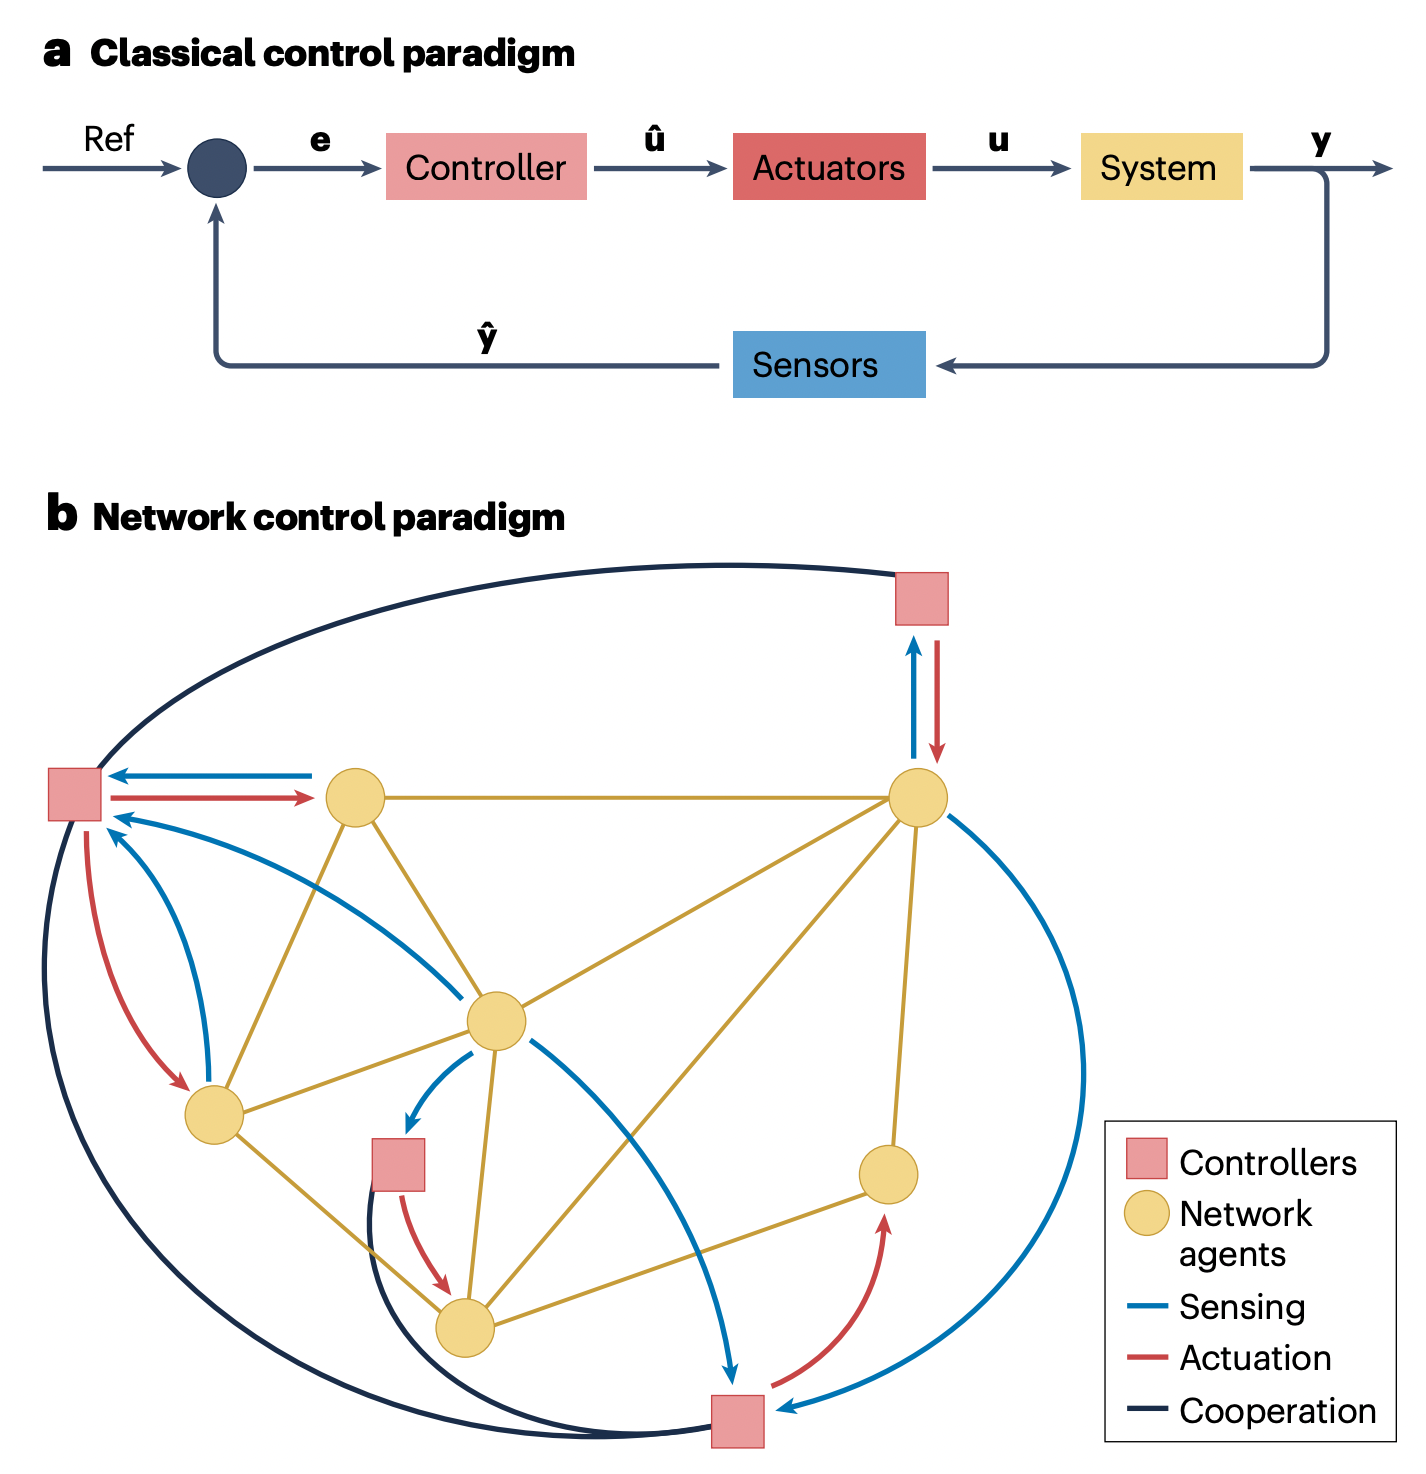 a Classical control paradigm
Ref
e
Controller
û
Actuators
u
System
y
ŷ
Sensors
b Network control paradigm
Controllers
Network
agents
Sensing
Actuation
Cooperation